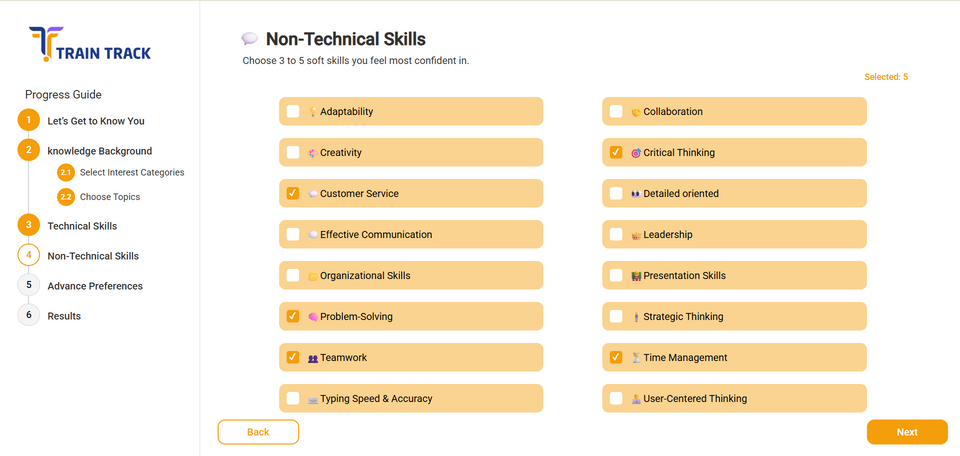 TRAIN TRACK
Progress Guide
1 Let's Get to Know You
2 knowledge Background
2.1 Select Interest Categories
2.2 Choose Topics
3 Technical Skills
4 Non-Technical Skills
5 Advance Preferences
6 Results
Non-Technical Skills
Choose 3 to 5 soft skills you feel most confident in.
Selected: 5
Adaptability
Collaboration
Creativity
Critical Thinking
Customer Service
Detailed oriented
Effective Communication
Leadership
Organizational Skills
Presentation Skills
Problem-Solving
Strategic Thinking
Teamwork
Time Management
Typing Speed & Accuracy
User-Centered Thinking
Back
Next